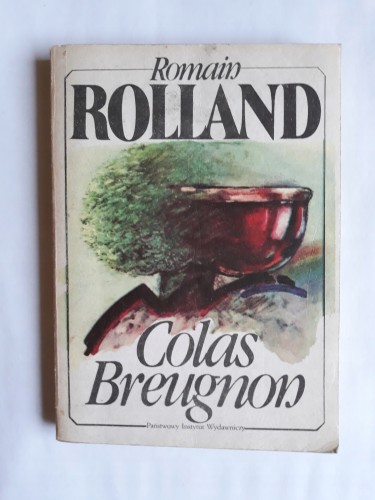 Romain
ROLLAND
Colas
Breugnon
Państwowy Instytut Wydawniczy